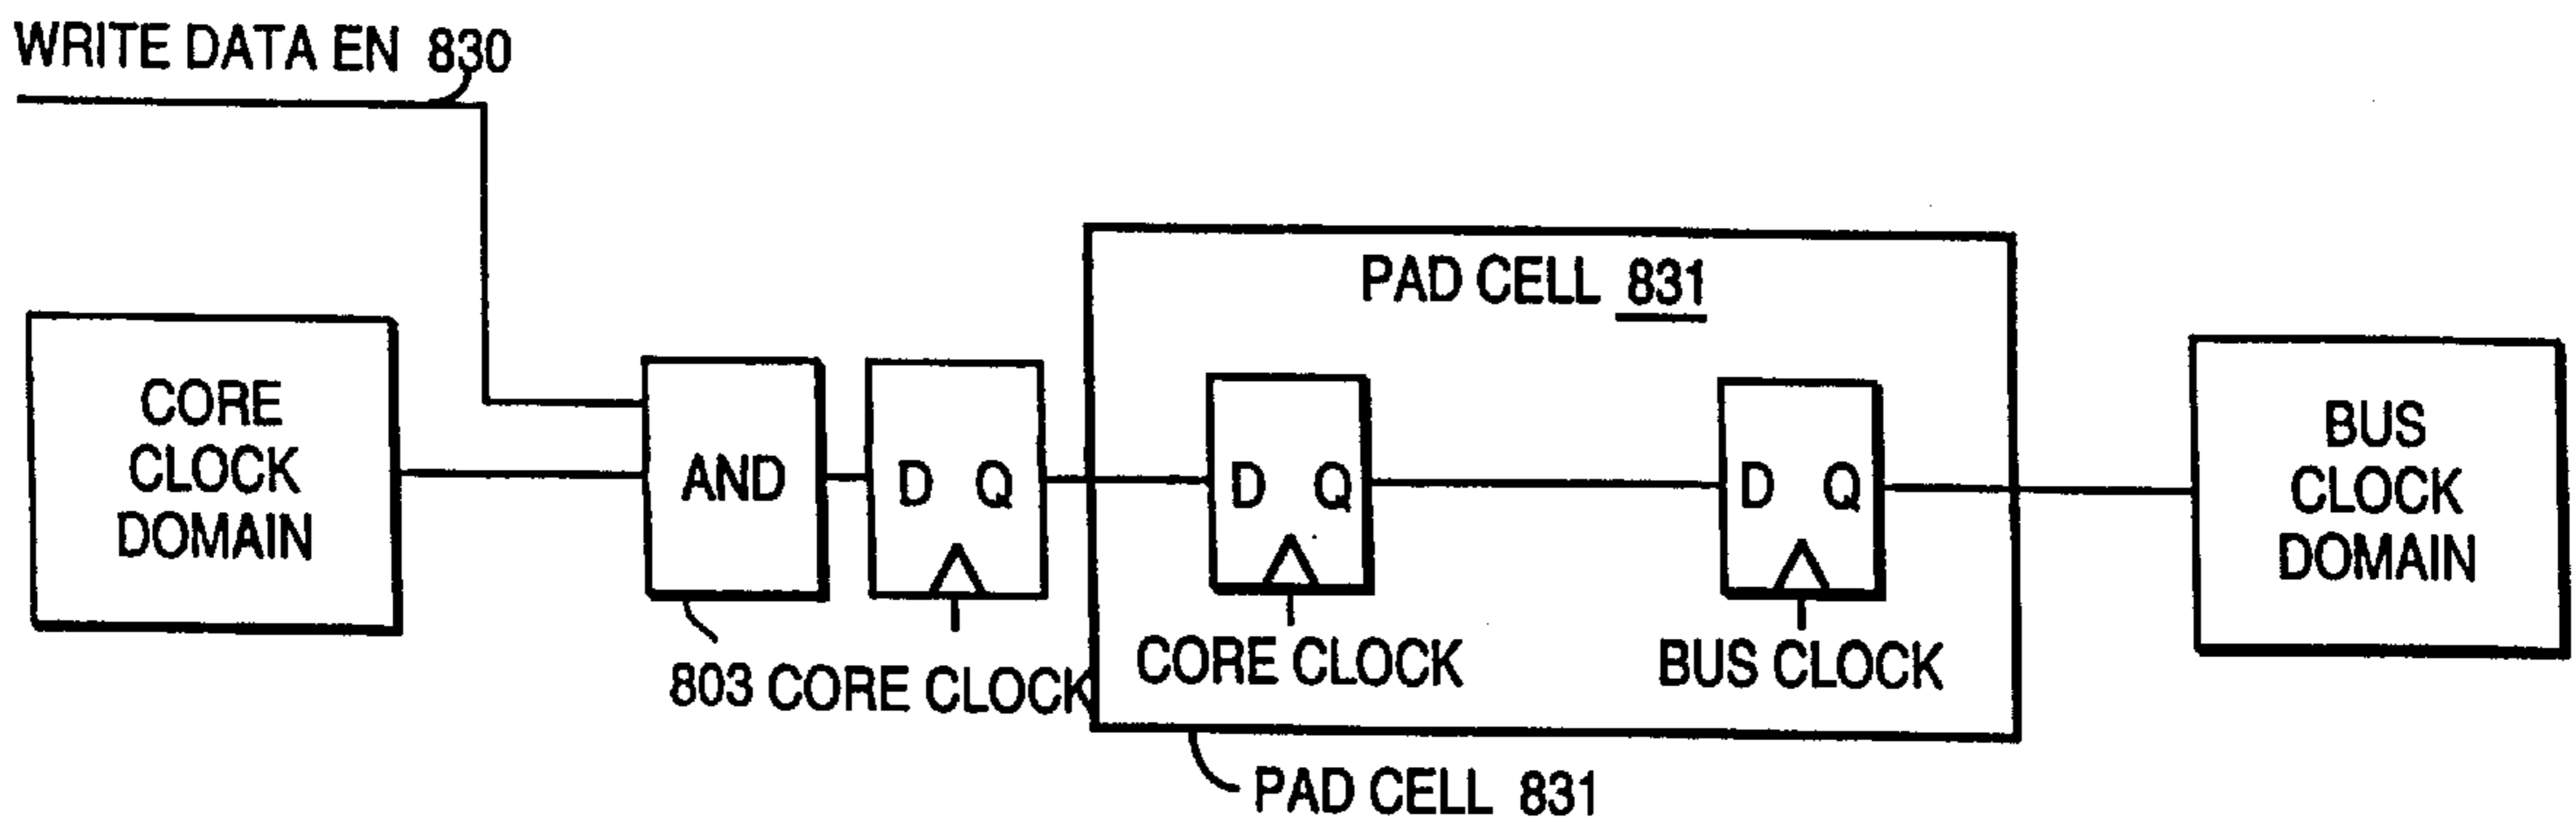 WRITE DATA EN 830
PAD CELL 831
CORE
CLOCK
DOMAIN
AND
D Q
D Q
D Q
BUS
CLOCK
DOMAIN
803 CORE CLOCK
CORE CLOCK
BUS CLOCK
PAD CELL 831